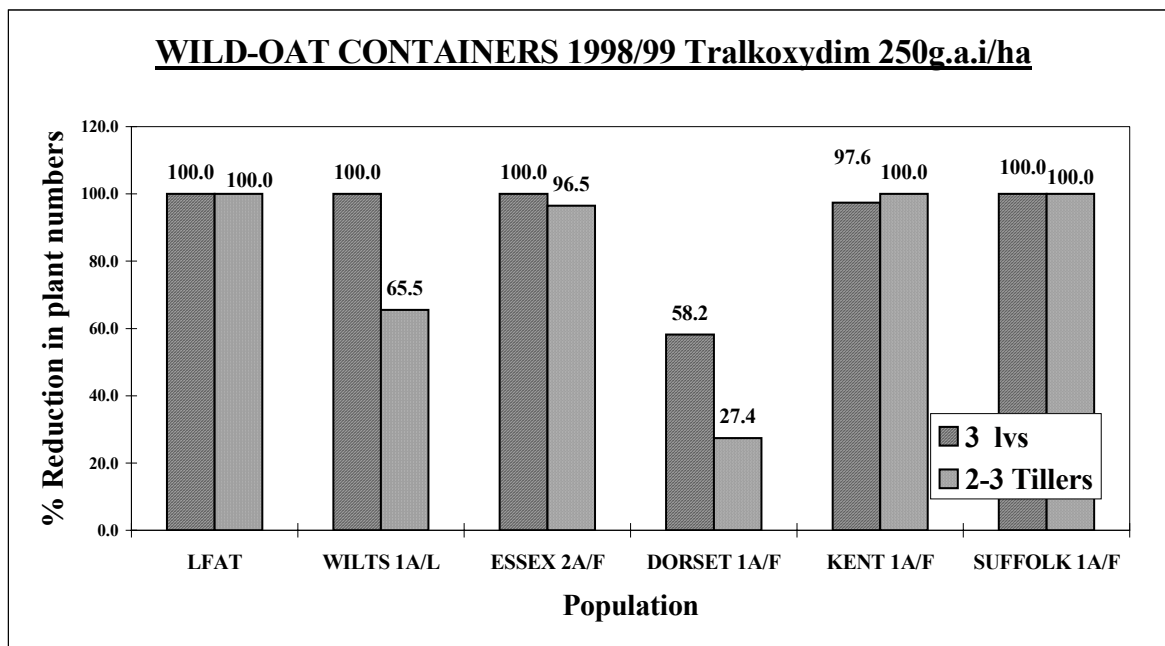 WILD-OAT CONTAINERS 1998/99 Tralkoxydim 250g.a.i/ha
% Reduction in plant numbers
120.0
100.0
80.0
60.0
40.0
20.0
0.0
100.0
100.0
100.0
65.5
100.0
96.5
58.2
27.4
97.6
100.0
100.0
100.0
3 lvs
2-3 Tillers
LFAT
WILTS 1A/L
ESSEX 2A/F
DORSET 1A/F
KENT 1A/F
SUFFOLK 1A/F
Population